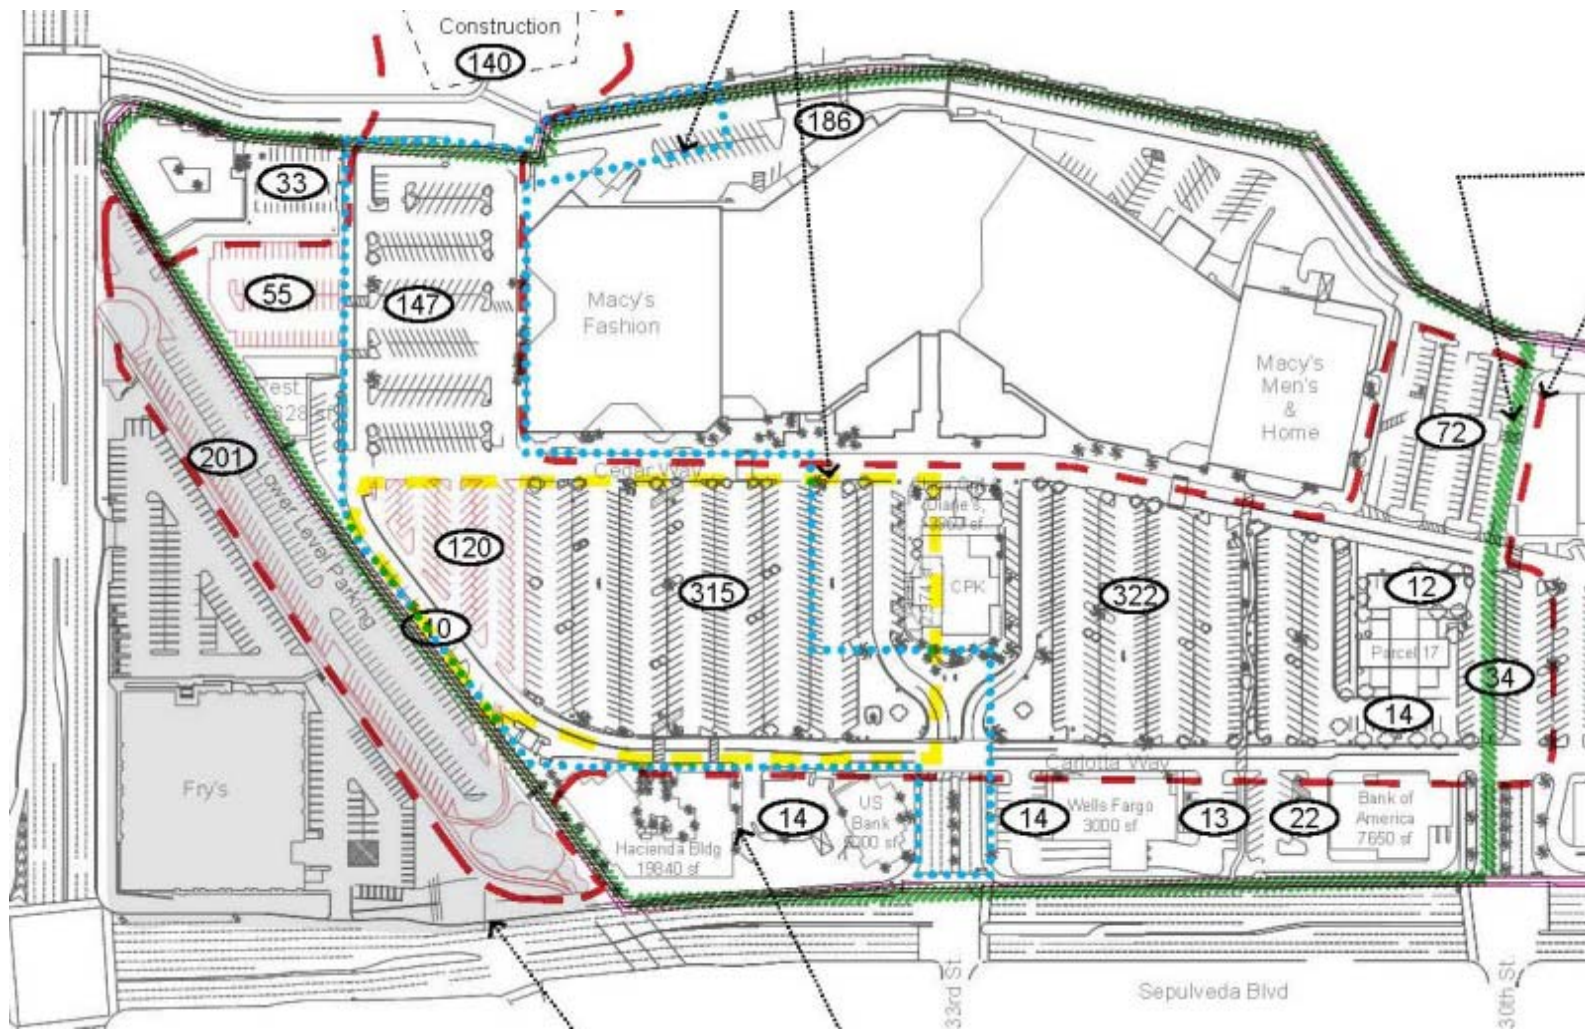 Construction
140
186
33
55
147
Macy's
Fashion
Macy's
Men's
&
Home
72
201
Lower Level Parking
Cedar Way
Diane's,
120
315
CPK
322
12
10
Parcel 17
34
14
Carlotta Way
Fry's
Hacienda Bldg
19840 sf
14
US
Bank
14
Wells Fargo
3000 sf
13
22
Bank of
America
7650 sf
33rd St.
Sepulveda Blvd
30th St.